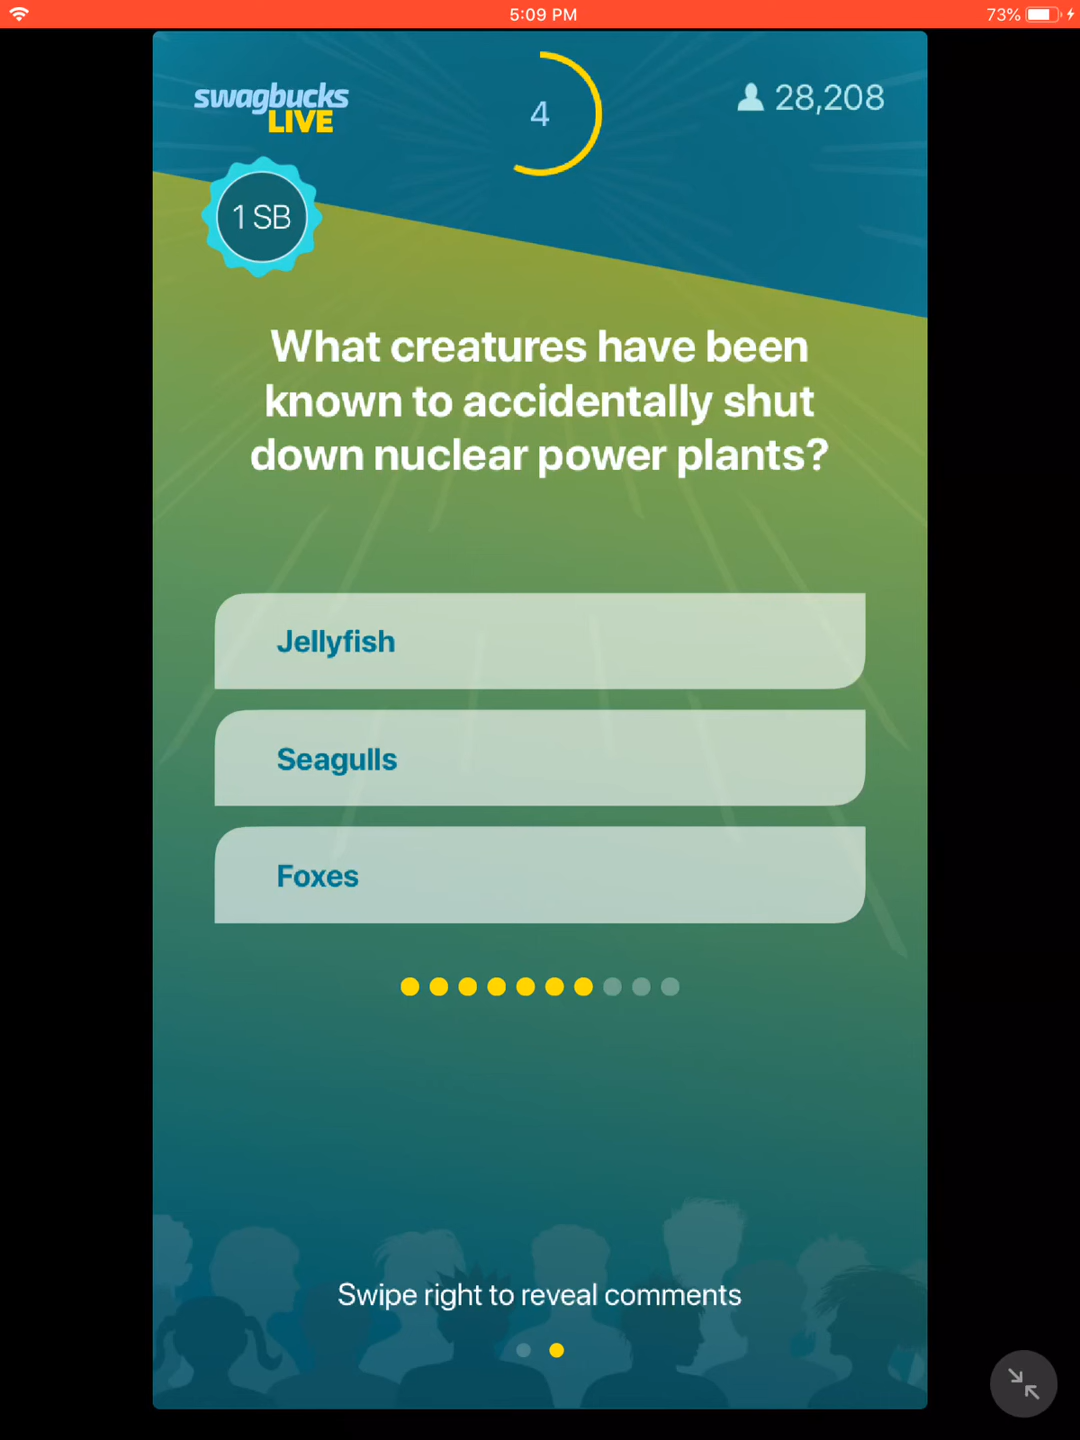 5:09 PM
73%
swagbucks
LIVE
4
28,208
1 SB
What creatures have been
known to accidentally shut
down nuclear power plants?
Jellyfish
Seagulls
Foxes
Swipe right to reveal comments